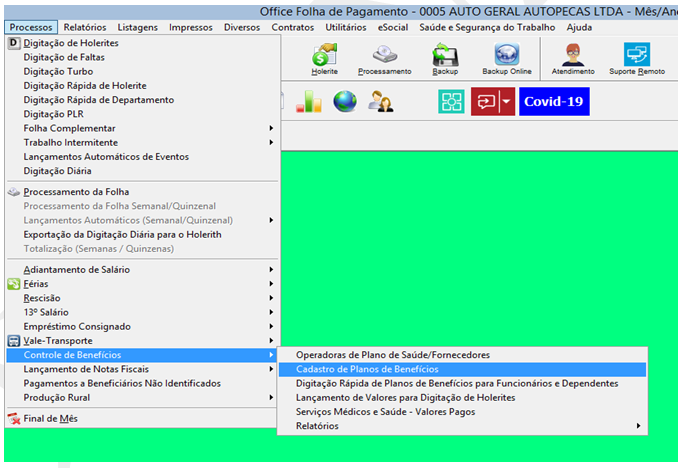 Office Folha de Pagamento - 0005 AUTO GERAL AUTOPECAS LTDA - Mês/An
Processos Relatórios Listagens Impressos Diversos Contratos Utilitários eSocial Saúde e Segurança do Trabalho Ajuda
D Digitação de Holerites
Digitação de Faltas
Digitação Turbo
Digitação Rápida de Holerite
Digitação Rápida de Departamento
Digitação PLR
Folha Complementar
Trabalho Intermitente
Lançamentos Automáticos de Eventos
Digitação Diária
Holerite Processamento Backup Backup Online Atendimento Suporte Remoto
Covid-19
Processamento da Folha
Processamento da Folha Semanal/Quinzenal
Lançamentos Automáticos (Semanal/Quinzenal)
Exportação da Digitação Diária para o Holerith
Totalização (Semanas / Quinzenas)
Adiantamento de Salário
Férias
Rescisão
13º Salário
Empréstimo Consignado
Vale-Transporte
Controle de Benefícios
Lançamento de Notas Fiscais
Pagamentos a Beneficiários Não Identificados
Produção Rural
Final de Mês
Operadoras de Plano de Saúde/Fornecedores
Cadastro de Planos de Benefícios
Digitação Rápida de Planos de Benefícios para Funcionários e Dependentes
Lançamento de Valores para Digitação de Holerites
Serviços Médicos e Saúde - Valores Pagos
Relatórios